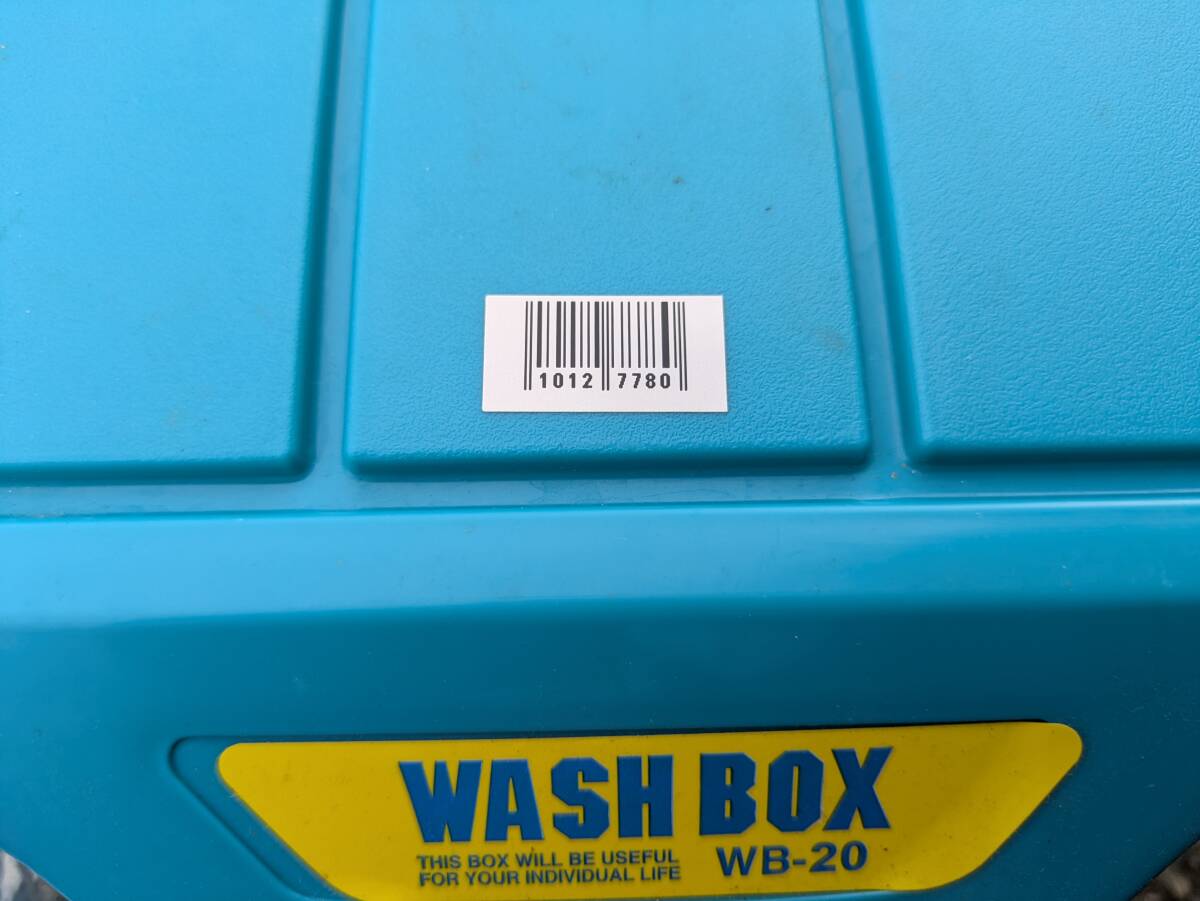 1012 7780
WASH BOX
THIS BOX WILL BE USEFUL
FOR YOUR INDIVIDUAL LIFE
WB-20